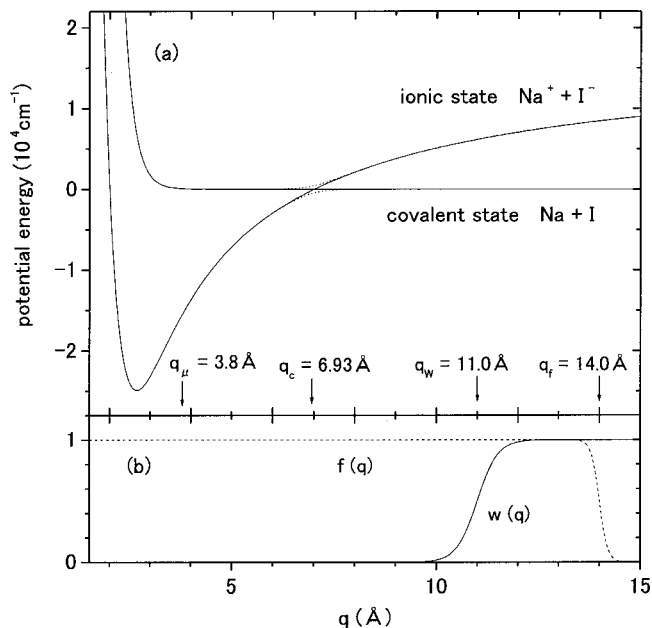 2
(a)
ionic state Na⁺ + I⁻
1
potential energy (10⁴cm⁻¹)
0
covalent state Na + I
-1
-2
q_μ = 3.8 Å
q_c = 6.93 Å
q_W = 11.0 Å
q_f = 14.0 Å
1
(b)
f (q)
w (q)
0
5
10
15
q (Å)